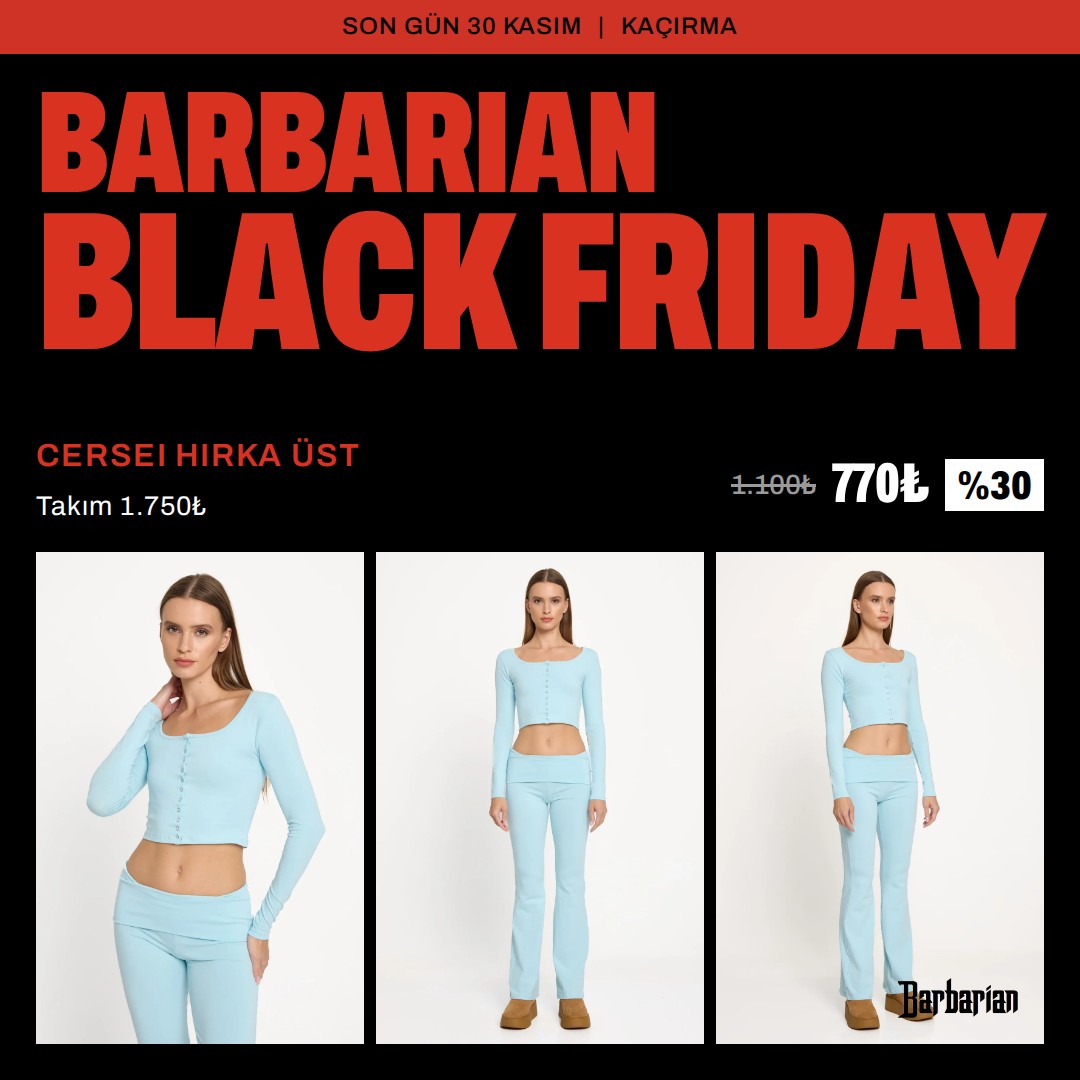 SON GÜN 30 KASIM | KAÇIRMA
BARBARIAN
BLACK FRIDAY
CERSEI HIRKA ÜST
Takım 1.750₺
1.100₺ 770₺ %30
Barbarian